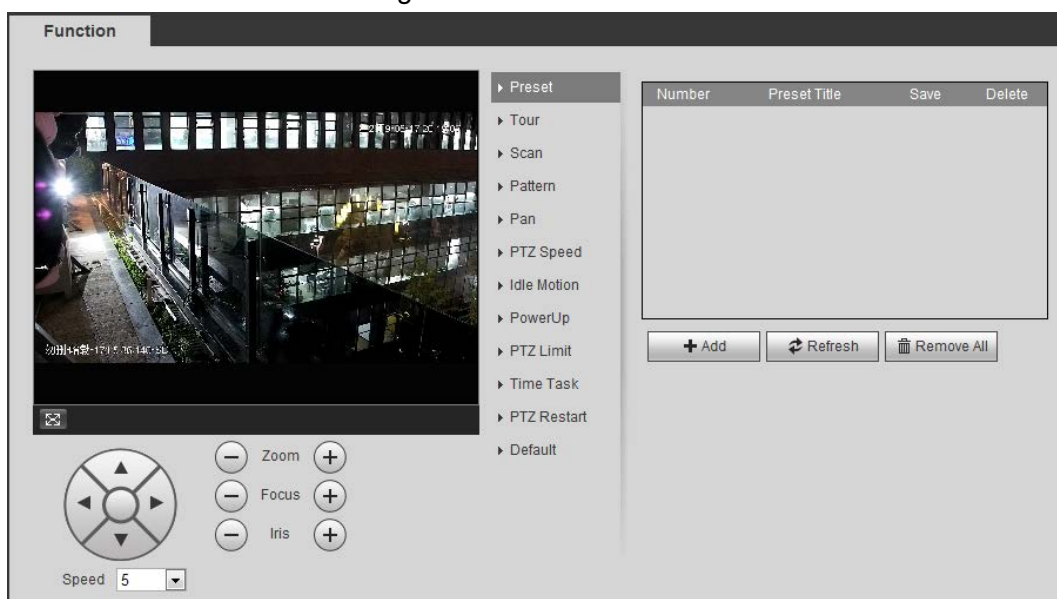 Function
Preset
Tour
Scan
Pattern
Pan
PTZ Speed
Idle Motion
PowerUp
PTZ Limit
Time Task
PTZ Restart
Default
Number Preset Title Save Delete
Add Refresh Remove All
Zoom
Focus
Iris
Speed 5